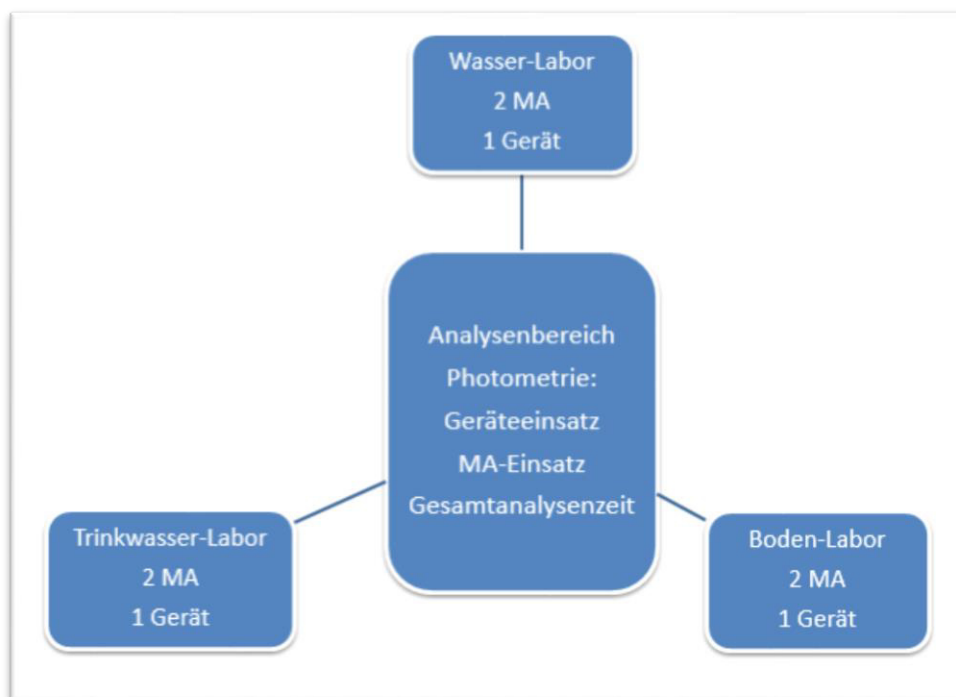 Wasser-Labor
2 MA
1 Gerät
Analysenbereich
Photometrie:
Geräteeinsatz
MA-Einsatz
Gesamtanalysenzeit
Trinkwasser-Labor
2 MA
1 Gerät
Boden-Labor
2 MA
1 Gerät